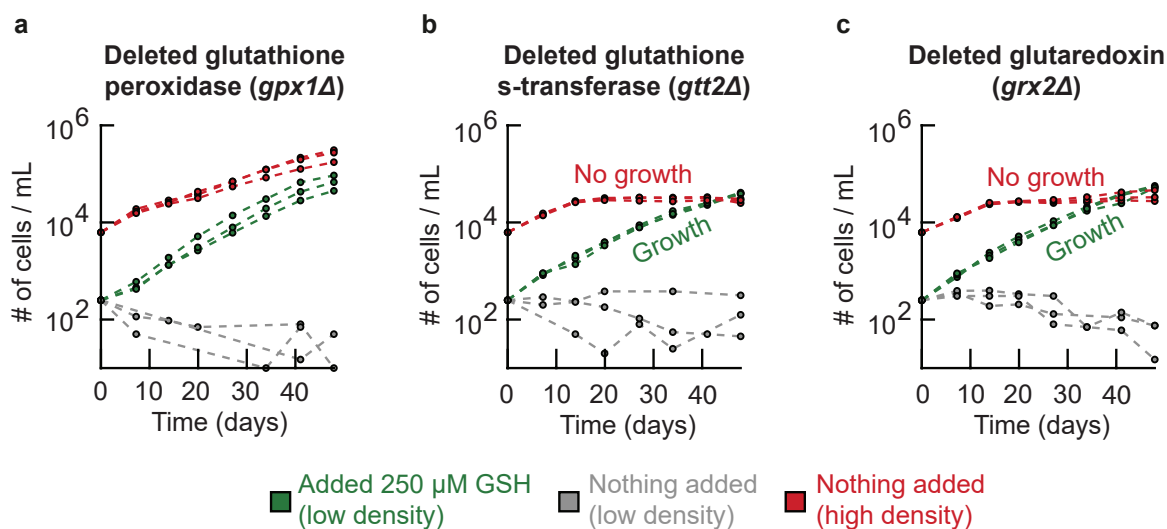 a
Deleted glutathione
peroxidase (gpx1Δ)
# of cells / mL
10^6
10^4
10^2
0 10 20 30 40
Time (days)
b
Deleted glutathione
s-transferase (gtt2Δ)
# of cells / mL
10^6
10^4
10^2
No growth
Growth
0 10 20 30 40
Time (days)
c
Deleted glutaredoxin
(grx2Δ)
# of cells / mL
10^6
10^4
10^2
No growth
Growth
0 10 20 30 40
Time (days)
Added 250 µM GSH
(low density)
Nothing added
(low density)
Nothing added
(high density)